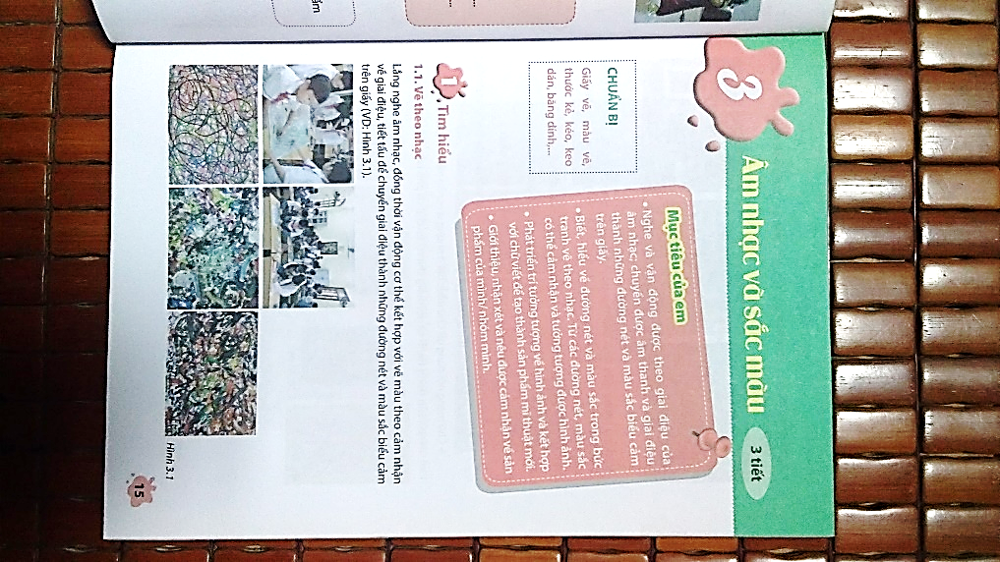 3
Âm nhạc và sắc màu
3 tiết
CHUẨN BỊ
Giấy vẽ, màu vẽ,
thước kẻ, kéo, keo
dán, băng dính,...
Mục tiêu của em
• Nghe và vận động được theo giai điệu của
âm nhạc; chuyển được âm thanh và giai điệu
thành những đường nét và màu sắc biểu cảm
trên giấy.
• Biết, hiểu về đường nét và màu sắc trong bức
tranh vẽ theo nhạc. Từ các đường nét, màu sắc
có thể cảm nhận và tưởng tượng được hình ảnh.
• Phát triển trí tưởng tượng về hình ảnh và kết hợp
với chữ viết để tạo thành sản phẩm mĩ thuật mới.
• Giới thiệu, nhận xét và nêu được cảm nhận về sản
phẩm của mình/ nhóm mình.
1 Tìm hiểu
1.1. Vẽ theo nhạc
Lắng nghe âm nhạc, đồng thời vận động cơ thể kết hợp với vẽ màu theo cảm nhận
về giai điệu, tiết tấu để chuyển giai điệu thành những đường nét và màu sắc biểu cảm
trên giấy (VD: Hình 3.1).
Hình 3.1
15